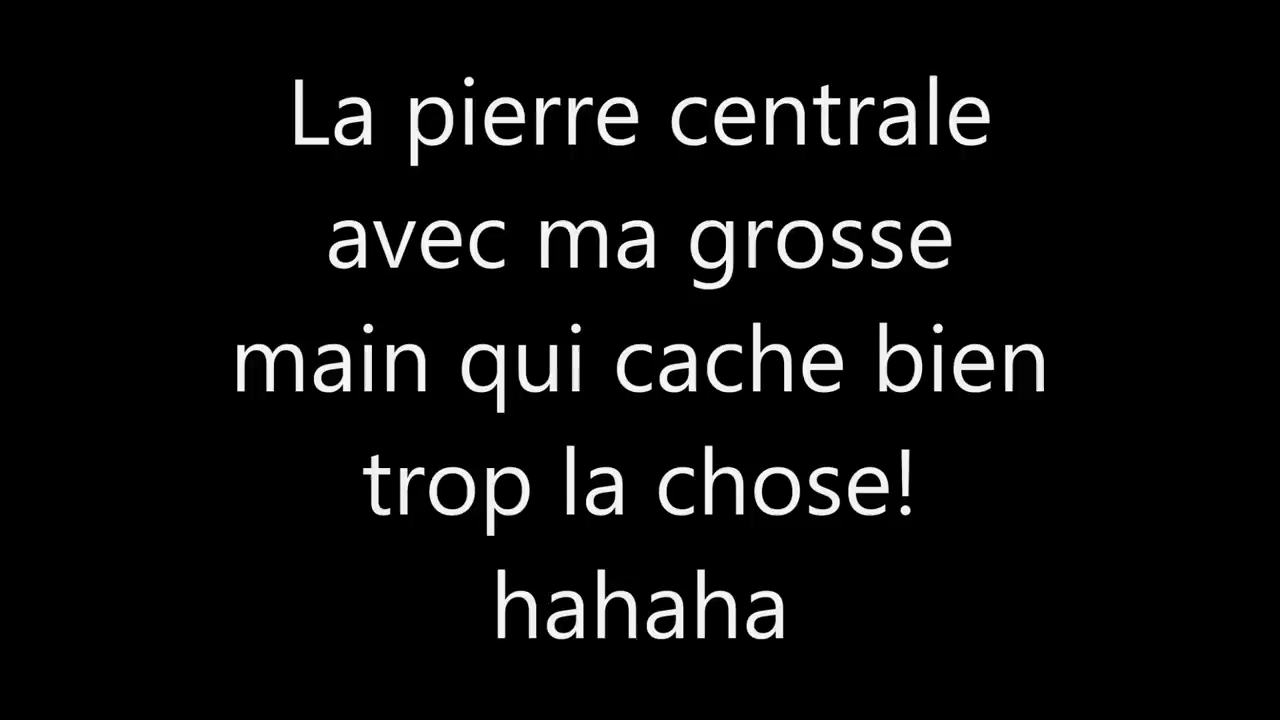 La pierre centrale
avec ma grosse
main qui cache bien
trop la chose!
hahaha